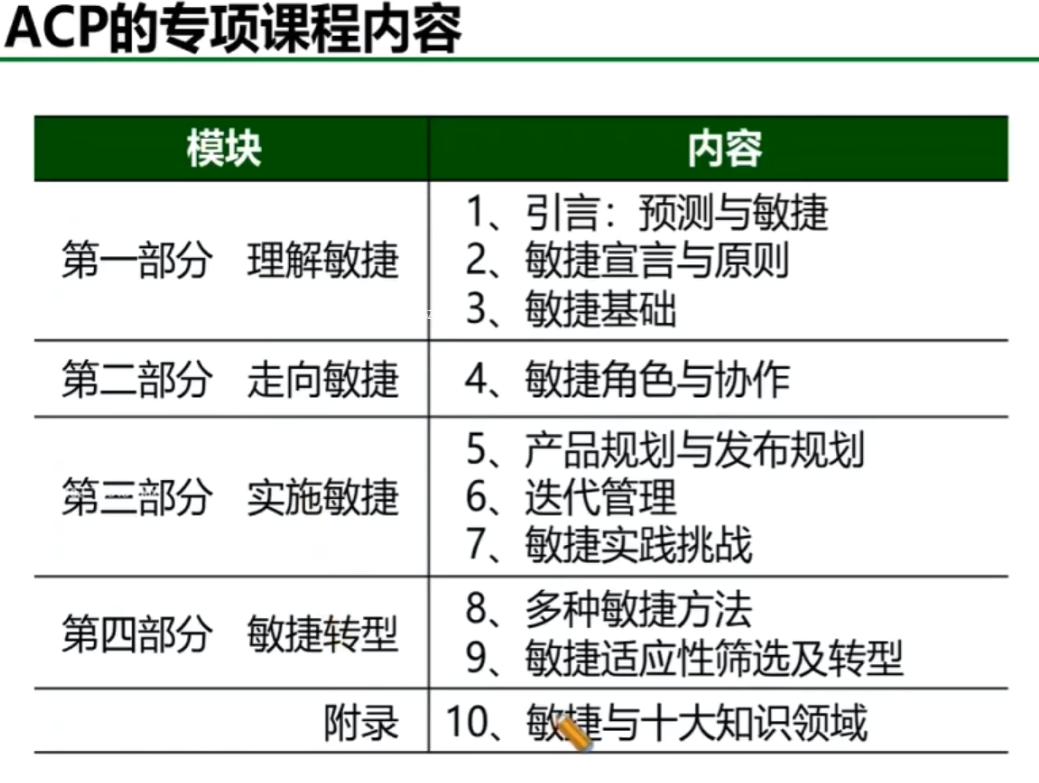 ACP的专项课程内容
模块 内容
1、引言：预测与敏捷
第一部分 理解敏捷 2、敏捷宣言与原则
3、敏捷基础
第二部分 走向敏捷 4、敏捷角色与协作
5、产品规划与发布规划
第三部分 实施敏捷 6、迭代管理
7、敏捷实践挑战
8、多种敏捷方法
第四部分 敏捷转型
9、敏捷适应性筛选及转型
附录 10、敏捷与十大知识领域